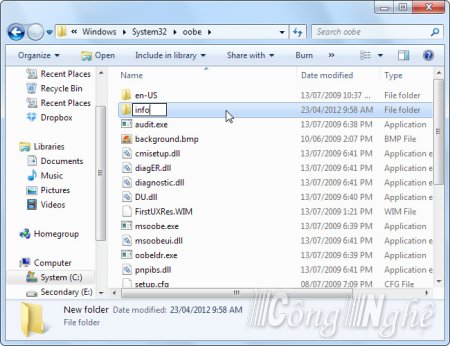 Windows System32 oobe Search oobe
Organize Open Include in library Share with Burn »
Name Date modified Type
Recent Places
Recycle Bin
Recent Places
Dropbox
Libraries
Documents
Music
Pictures
Videos
Homegroup
Computer
System (C:)
Secondary (E:)
en-US 13/07/2009 10:37 ... File folder
info 23/04/2012 9:58 AM File folder
audit.exe 13/07/2009 6:38 PM Application
background.bmp 10/06/2009 2:07 PM BMP File
cmisetup.dll 13/07/2009 6:40 PM Application e
diagER.dll 13/07/2009 6:40 PM Application e
diagnostic.dll 13/07/2009 6:40 PM Application e
DU.dll 13/07/2009 6:40 PM Application e
FirstUXRes.WIM 13/07/2009 1:21 PM WIM File
msoobe.exe 13/07/2009 6:39 PM Application
msoobeui.dll 13/07/2009 6:41 PM Application e
oobeldr.exe 13/07/2009 6:39 PM Application
pnpibs.dll 13/07/2009 6:41 PM Application e
setup.cfg 08/07/2009 7:09 PM CFG File
New folder Date modified: 23/04/2012 9:58 AM
File folder
Công Nghệ